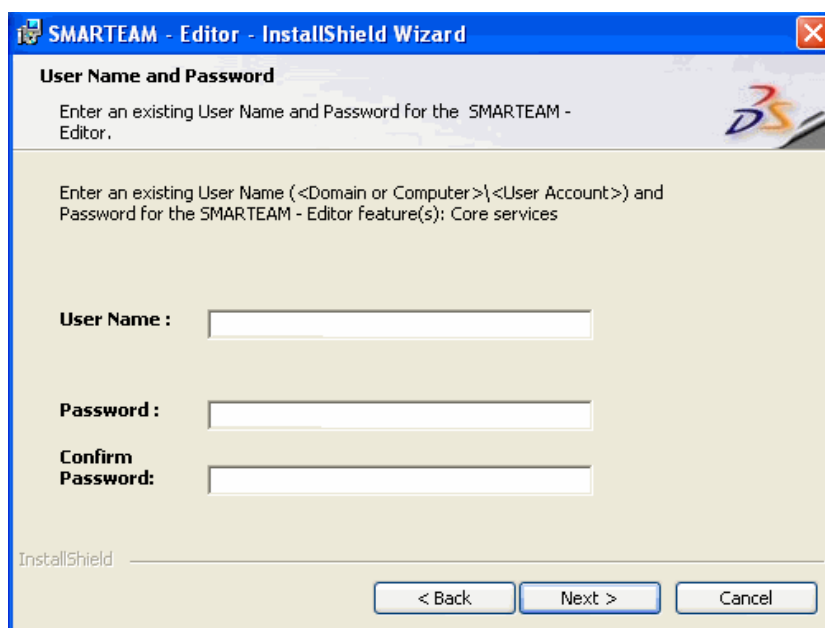 SMARTEAM - Editor - InstallShield Wizard
User Name and Password
Enter an existing User Name and Password for the SMARTEAM -
Editor.
DS
Enter an existing User Name (<Domain or Computer>\<User Account>) and
Password for the SMARTEAM - Editor feature(s): Core services
User Name :
Password :
Confirm
Password:
InstallShield
< Back
Next >
Cancel